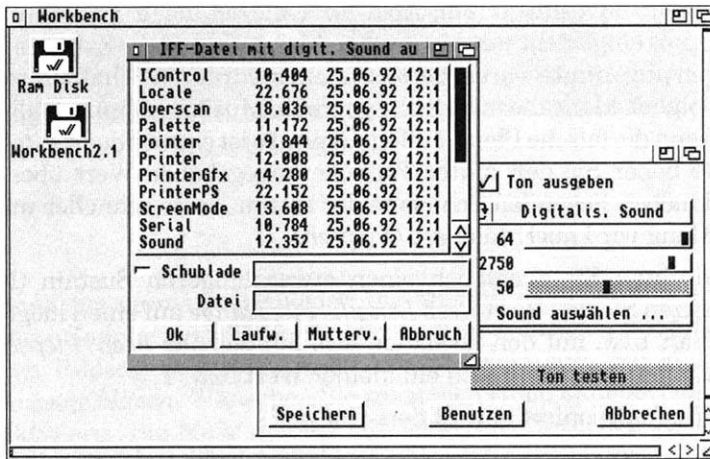 Workbench
Ram Disk
Workbench2.1
IFF-Datei mit digit. Sound au
IControl 10.404 25.06.92 12:1
Locale 22.676 25.06.92 12:1
Overscan 18.036 25.06.92 12:1
Palette 11.172 25.06.92 12:1
Pointer 19.844 25.06.92 12:1
Printer 12.008 25.06.92 12:1
PrinterGfx 14.280 25.06.92 12:1
PrinterPS 22.152 25.06.92 12:1
ScreenMode 13.608 25.06.92 12:1
Serial 10.784 25.06.92 12:1
Sound 12.352 25.06.92 12:1
Schublade
Datei
Ok Laufw. Mutterv. Abbruch
Ton ausgeben
Digitalis. Sound
64
2750
50
Sound auswählen...
Ton testen
Speichern Benutzen Abbrechen